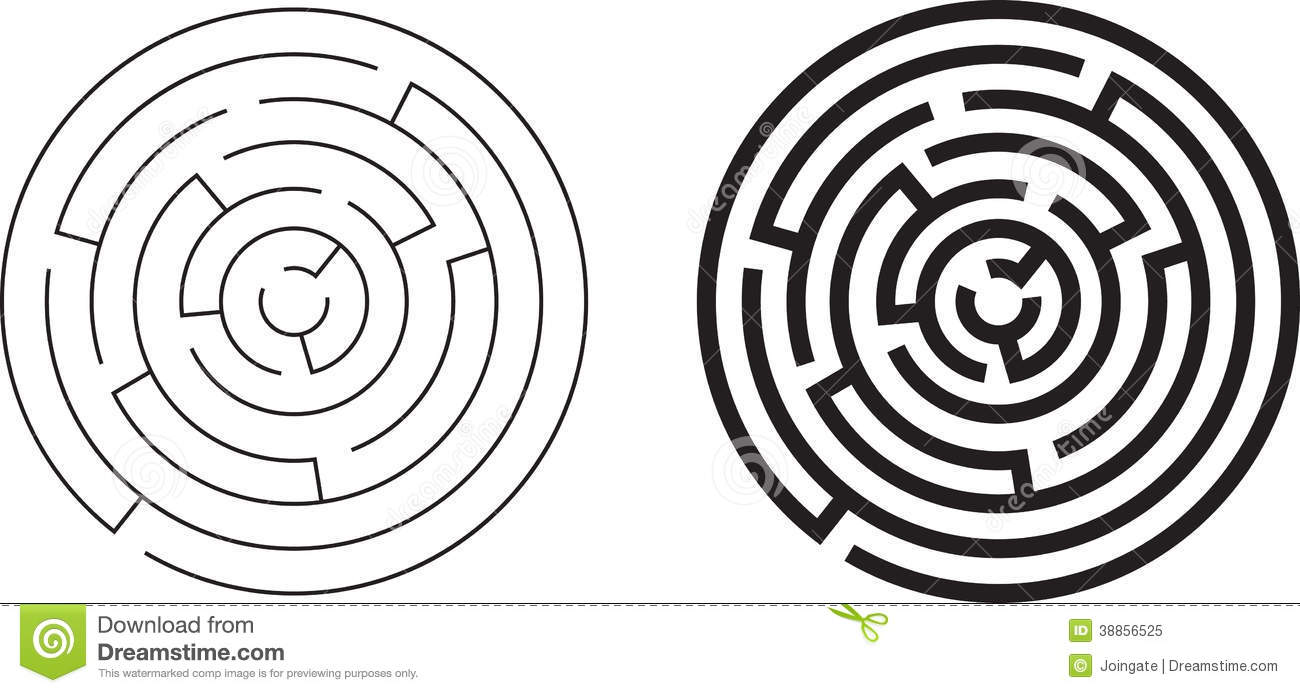 Download from
Dreamstime.com
This watermarked comp image is for previewing purposes only.
ID 38856525
© Joingate | Dreamstime.com